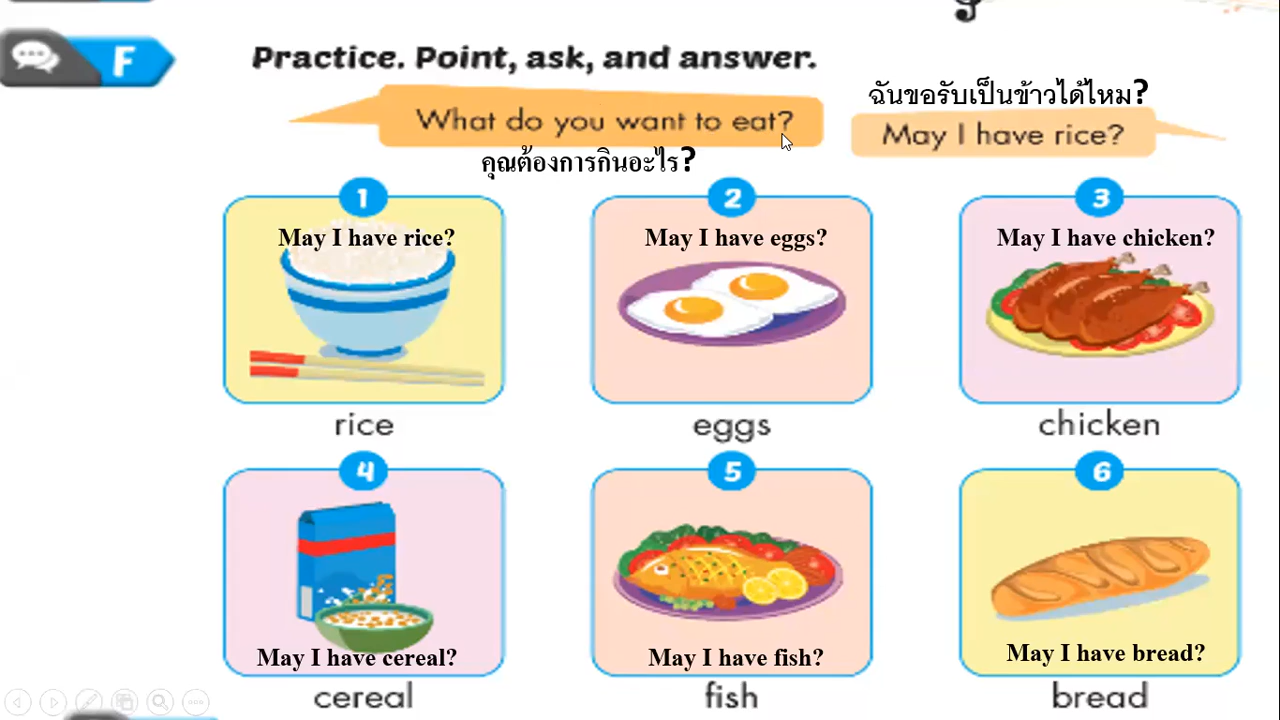 F
Practice. Point, ask, and answer.
ฉันขอรับเป็นข้าวได้ไหม?
What do you want to eat?
May I have rice?
คุณต้องการกินอะไร?
1
2
3
May I have rice?
May I have eggs?
May I have chicken?
rice
eggs
chicken
4
5
6
May I have cereal?
May I have fish?
May I have bread?
cereal
fish
bread